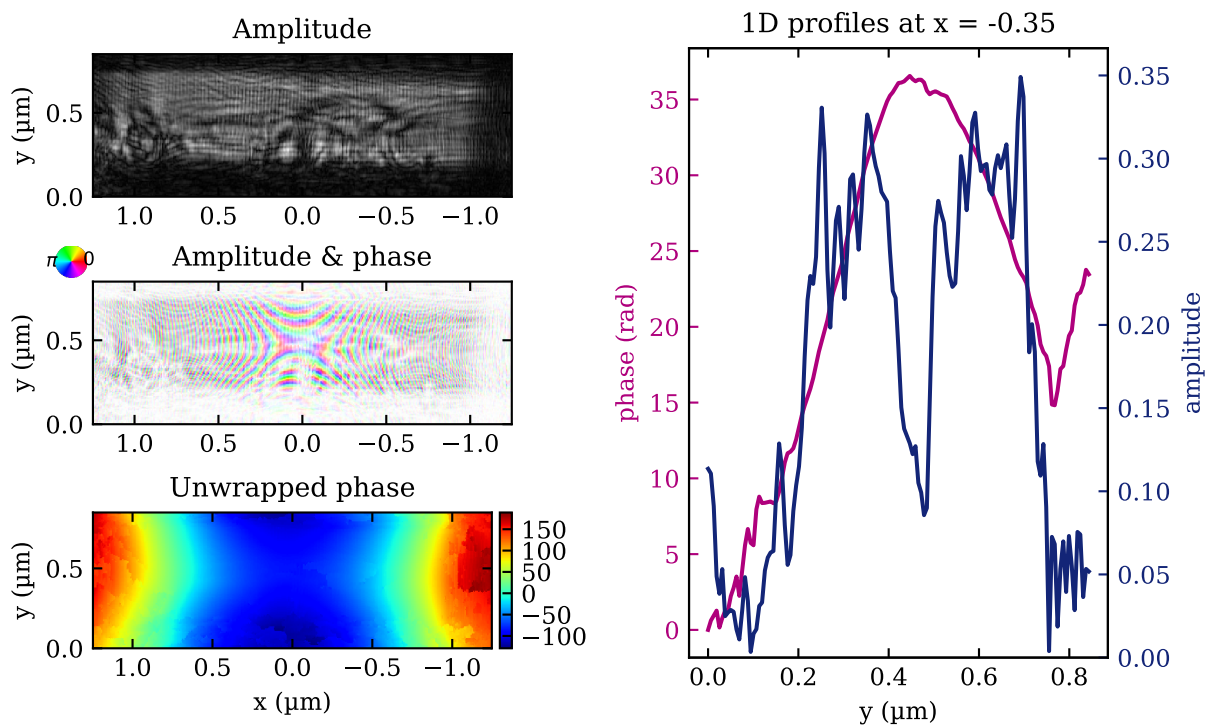 Amplitude
y (µm)
0.5
0.0
1.0 0.5 0.0 −0.5 −1.0
π 0
Amplitude & phase
y (µm)
0.5
0.0
1.0 0.5 0.0 −0.5 −1.0
Unwrapped phase
y (µm)
0.5
0.0
1.0 0.5 0.0 −0.5 −1.0
x (µm)
150
100
50
0
−50
−100
1D profiles at x = -0.35
phase (rad)
35
30
25
20
15
10
5
0
0.0 0.2 0.4 0.6 0.8
y (µm)
0.35
0.30
0.25
0.20
0.15
0.10
0.05
0.00
amplitude